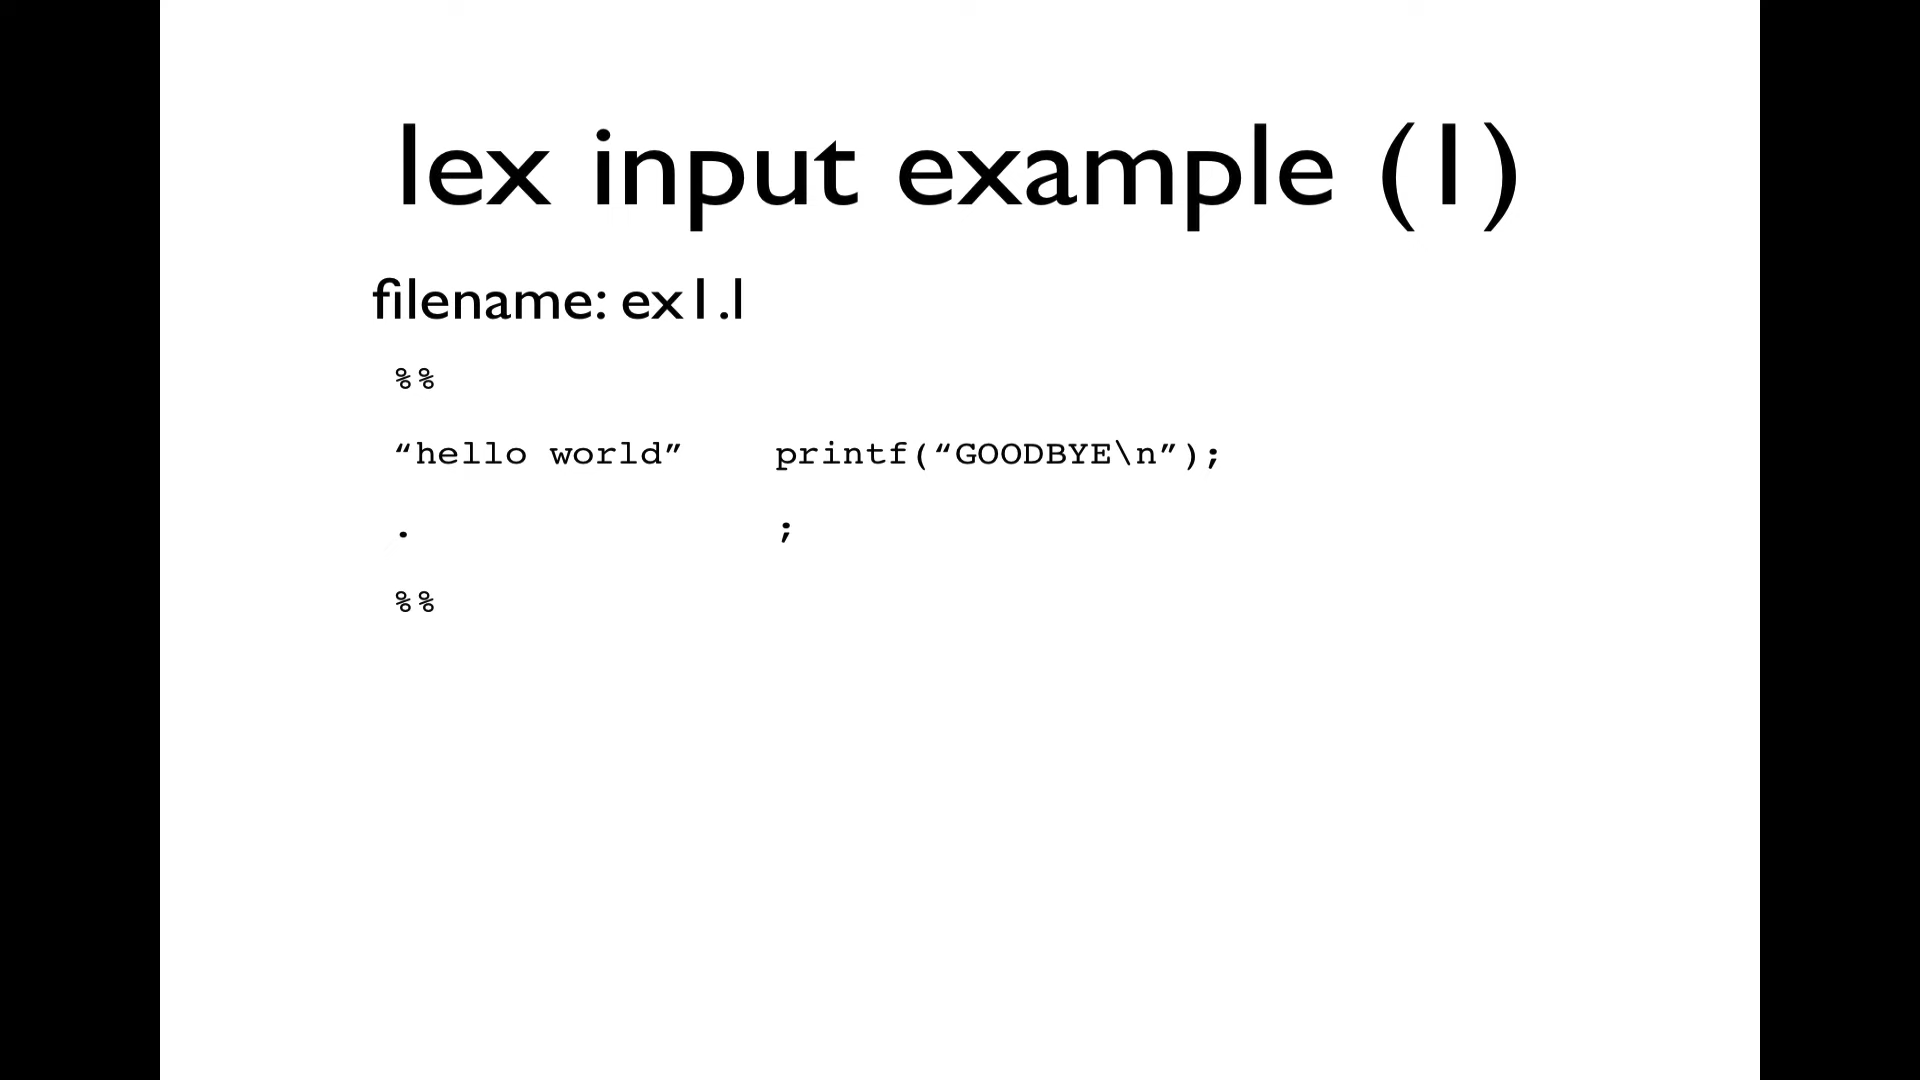 lex input example (1)
filename: ex1.l
%%
“hello world” printf(“GOODBYE\n”);
. ;
%%